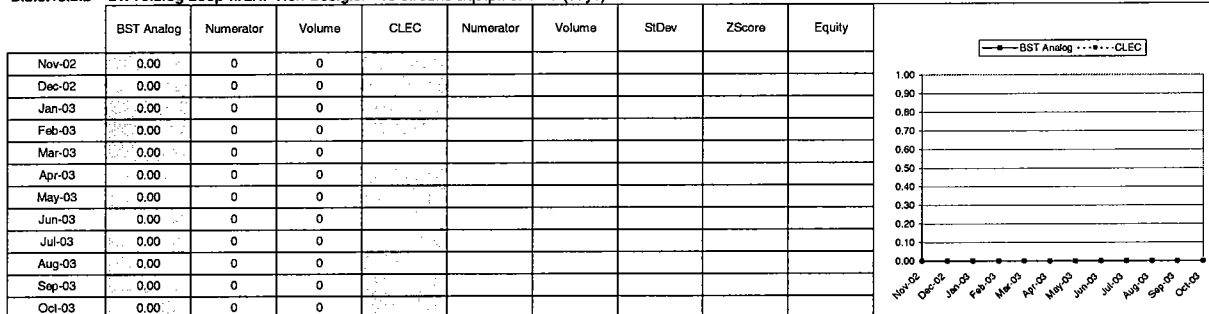 BST Analog Numerator Volume CLEC Numerator Volume StDev ZScore Equity
Nov-02 0.00 0 0
Dec-02 0.00 0 0
Jan-03 0.00 0 0
Feb-03 0.00 0 0
Mar-03 0.00 0 0
Apr-03 0.00 0 0
May-03 0.00 0 0
Jun-03 0.00 0 0
Jul-03 0.00 0 0
Aug-03 0.00 0 0
Sep-03 0.00 0 0
Oct-03 0.00 0 0
BST Analog CLEC
1.00
0.90
0.80
0.70
0.60
0.50
0.40
0.30
0.20
0.10
0.00
Nov-02 Dec-02 Jan-03 Feb-03 Mar-03 Apr-03 May-03 Jun-03 Jul-03 Aug-03 Sep-03 Oct-03